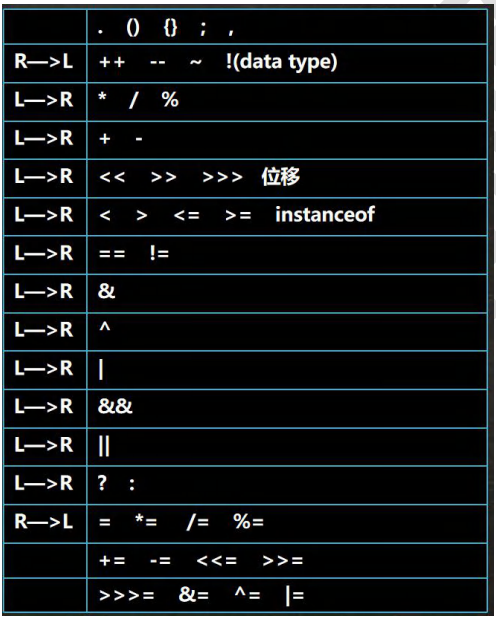 . () {} ; ,
R—>L ++ -- ~ !(data type)
L—>R * / %
L—>R + -
L—>R << >> >>> 位移
L—>R < > <= >= instanceof
L—>R == !=
L—>R &
L—>R ^
L—>R |
L—>R &&
L—>R ||
L—>R ? :
R—>L = *= /= %=
+= -= <<= >>=
>>>= &= ^= |=